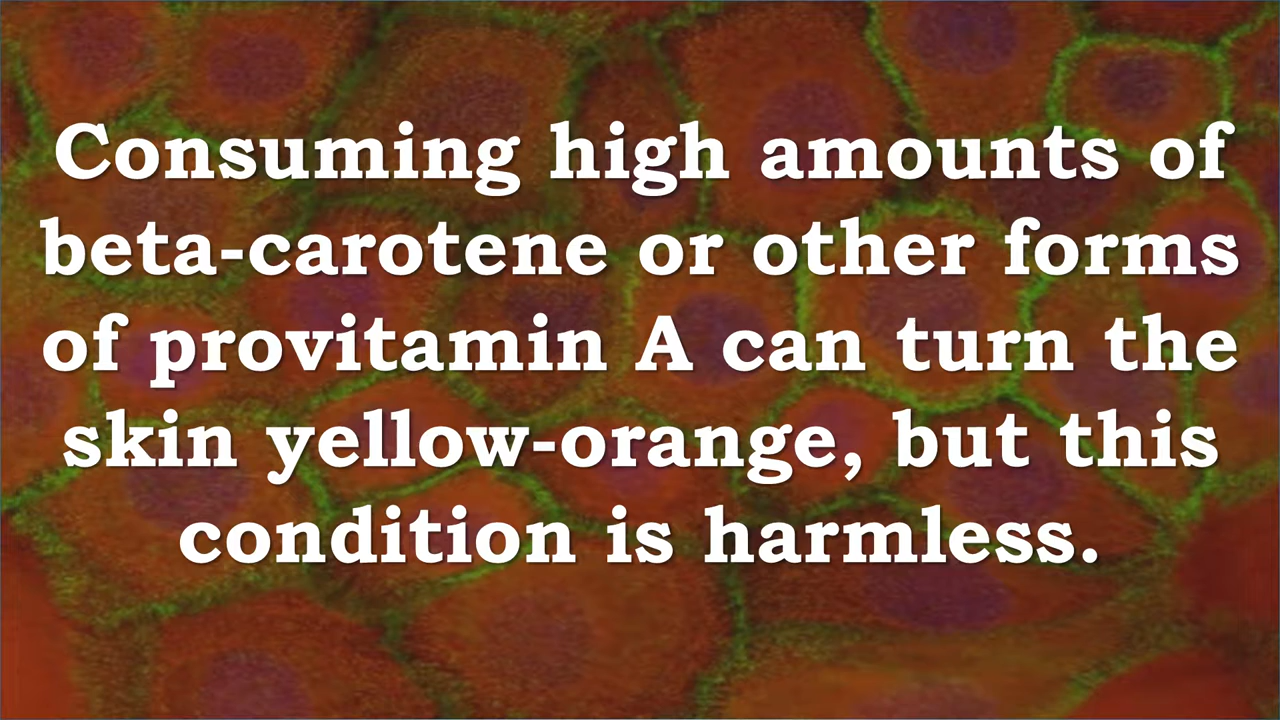 Consuming high amounts of
beta-carotene or other forms
of provitamin A can turn the
skin yellow-orange, but this
condition is harmless.